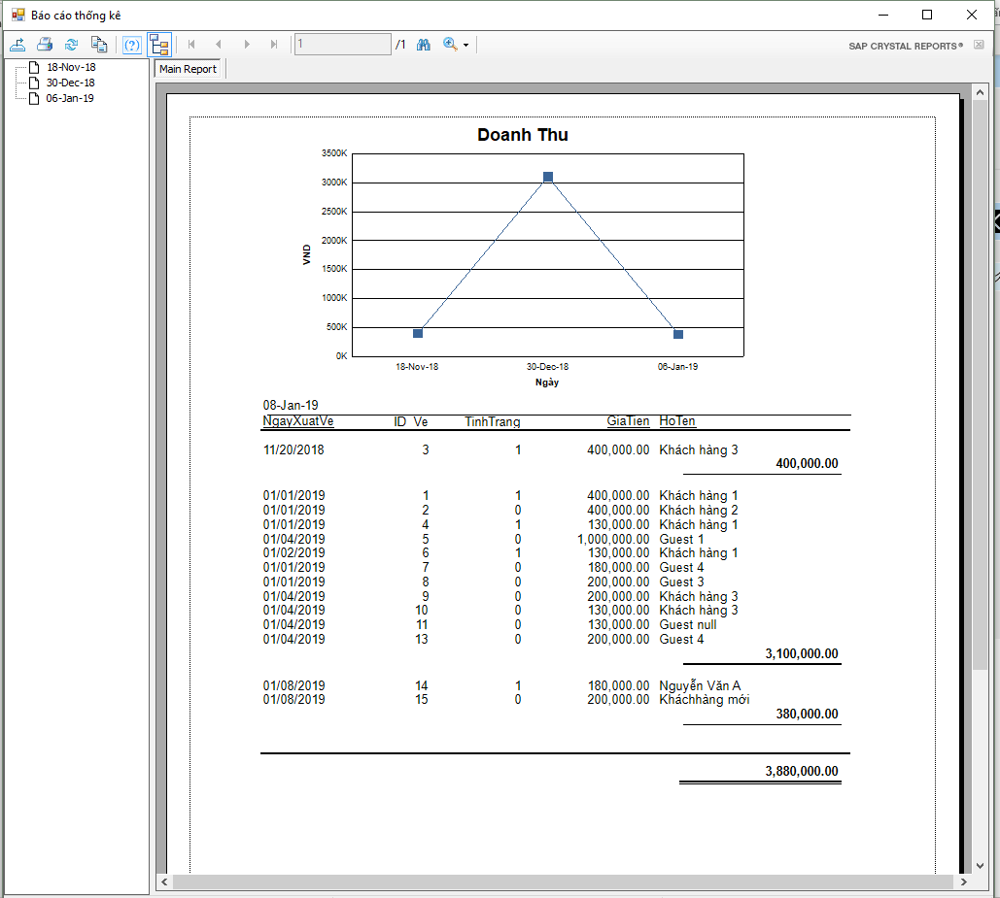 Báo cáo thống kê
1 /1 SAP CRYSTAL REPORTS®
18-Nov-18
30-Dec-18
06-Jan-19
Main Report
Doanh Thu
3500K
3000K
2500K
2000K
1500K
1000K
500K
0K
VND
18-Nov-18 30-Dec-18 06-Jan-19
Ngày
08-Jan-19
NgayXuatVe ID_Ve TinhTrang GiaTien HoTen
11/20/2018 3 1 400,000.00 Khách hàng 3
400,000.00
01/01/2019 1 1 400,000.00 Khách hàng 1
01/01/2019 2 0 400,000.00 Khách hàng 2
01/01/2019 4 1 130,000.00 Khách hàng 1
01/04/2019 5 0 1,000,000.00 Guest 1
01/02/2019 6 1 130,000.00 Khách hàng 1
01/01/2019 7 0 180,000.00 Guest 4
01/01/2019 8 0 200,000.00 Guest 3
01/04/2019 9 0 200,000.00 Khách hàng 3
01/04/2019 10 0 130,000.00 Khách hàng 3
01/04/2019 11 0 130,000.00 Guest null
01/04/2019 13 0 200,000.00 Guest 4
3,100,000.00
01/08/2019 14 1 180,000.00 Nguyễn Văn A
01/08/2019 15 0 200,000.00 Kháchhàng mới
380,000.00
3,880,000.00